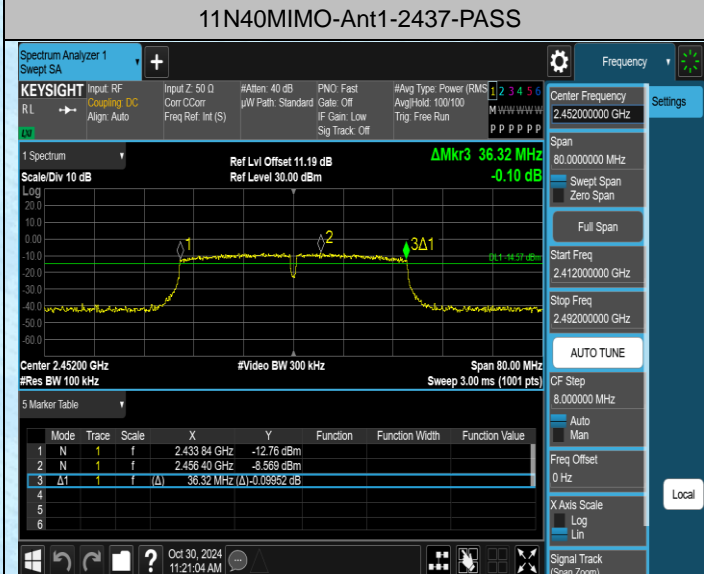 11N40MIMO-Ant1-2437-PASS
Spectrum Analyzer 1
Swept SA
+
Frequency
KEYSIGHT
RL
LXI
Input: RF
Coupling: DC
Align: Auto
Input Z: 50 Ω
Corr CCorr
Freq Ref: Int (S)
#Atten: 40 dB
µW Path: Standard
PNO: Fast
Gate: Off
IF Gain: Low
Sig Track: Off
#Avg Type: Power (RMS
Avg|Hold: 100/100
Trig: Free Run
1 2 3 4 5 6
M W W W W W
P P P P P P
Center Frequency
2.452000000 GHz
Settings
Span
80.0000000 MHz
Swept Span
Zero Span
Full Span
Start Freq
2.412000000 GHz
Stop Freq
2.492000000 GHz
AUTO TUNE
CF Step
8.000000 MHz
Auto
Man
Freq Offset
0 Hz
X Axis Scale
Log
Lin
Signal Track
(Span Zoom)
Local
1 Spectrum
Scale/Div 10 dB
Ref Lvl Offset 11.19 dB
Ref Level 30.00 dBm
ΔMkr3 36.32 MHz
-0.10 dB
Log
20.0
10.0
0.00
-10.0
-20.0
-30.0
-40.0
-50.0
-60.0
1
2
3Δ1
DL1 -14.57 dBm
Center 2.45200 GHz
#Video BW 300 kHz
Span 80.00 MHz
#Res BW 100 kHz
Sweep 3.00 ms (1001 pts)
5 Marker Table
Mode Trace Scale X Y Function Function Width Function Value
1 N 1 f 2.433 84 GHz -12.76 dBm
2 N 1 f 2.456 40 GHz -8.569 dBm
3 Δ1 1 f (Δ) 36.32 MHz (Δ) -0.09952 dB
4
5
6
?
Oct 30, 2024
11:21:04 AM